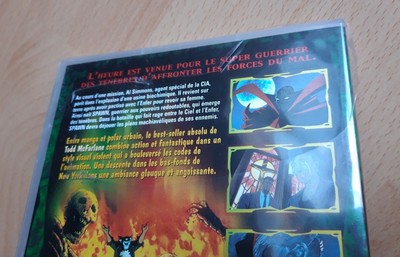 L'HEURE EST VENUE POUR LE SUPER GUERRIER
DES TÉNÈBRES D'AFFRONTER LES FORCES DU MAL.
Au cours d'une mission, Al Simmons, agent spécial de la CIA,
périt dans l'explosion d'une usine biochimique. Il revient sur
terre après avoir pactisé avec l'Enfer pour revoir sa femme.
Ainsi naît SPAWN, guerrier aux pouvoirs redoutables, qui émerge
des ténèbres. Dans la bataille qui fait rage entre le Ciel et l'Enfer,
SPAWN devra déjouer les plans machiavéliques de ses ennemis.
Entre manga et polar urbain, le best-seller absolu de
Todd McFarlane combine action et fantastique dans un
style visuel violent qui a bouleversé les codes de
l'animation. Une descente dans les bas-fonds de
New York dans une ambiance glauque et angoissante.